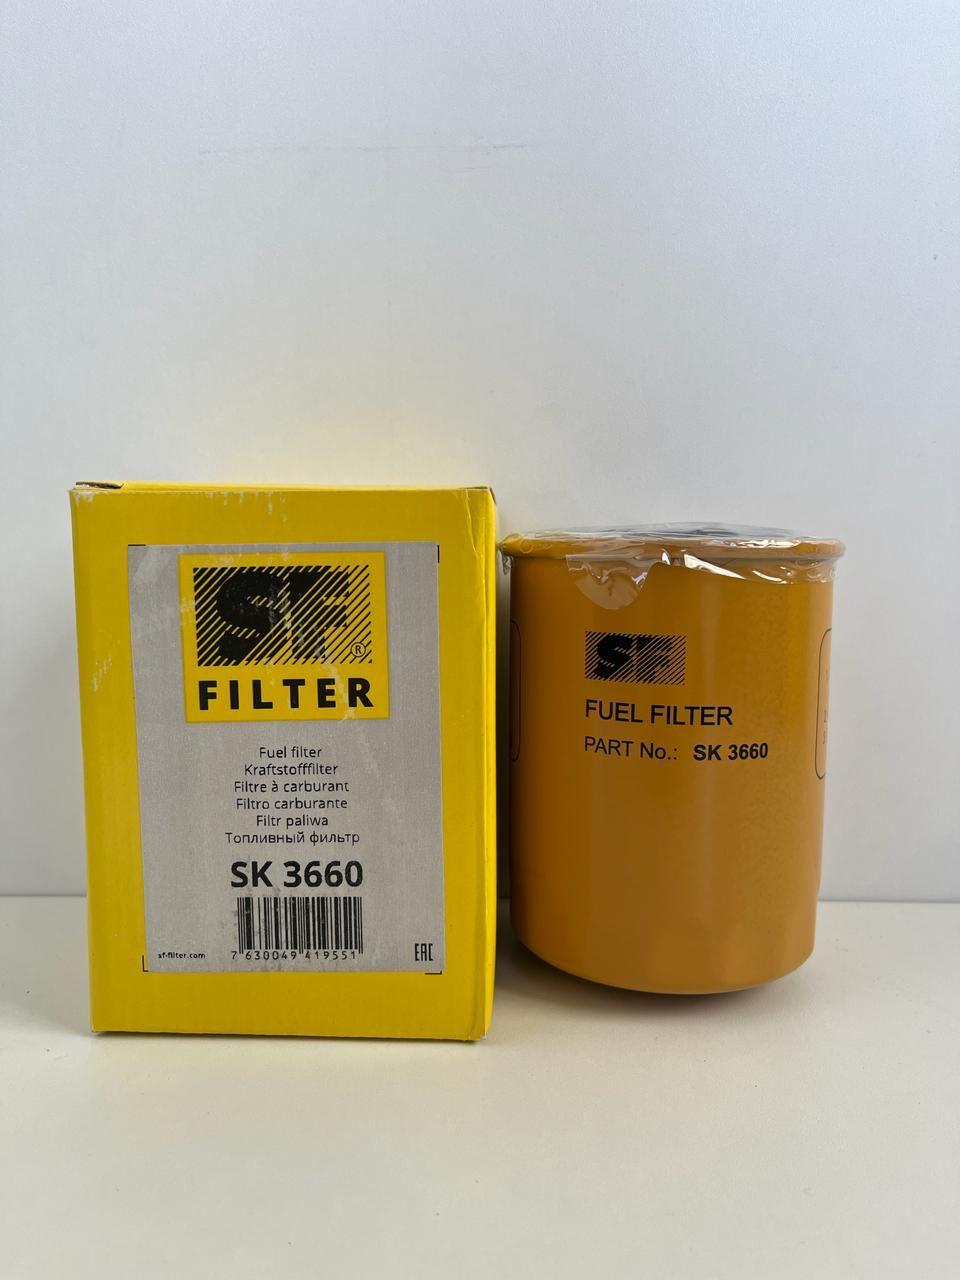 SF
®
FILTER
Fuel filter
Kraftstofffilter
Filtre à carburant
Filtro carburante
Filtr paliwa
Топливный фильтр
SK 3660
7 630049 419551
sf-filter.com
EAC
SF
FUEL FILTER
PART No.: SK 3660